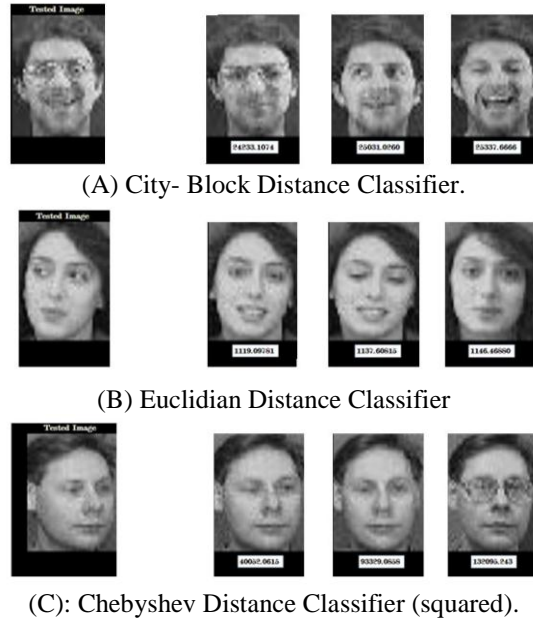 Tested Image
24233.1074 25031.0260 25337.6666
(A) City- Block Distance Classifier.
Tested Image
1119.09781 1137.60815 1146.46880
(B) Euclidian Distance Classifier
Tested Image
40052.0615 93329.0858 132095.243
(C): Chebyshev Distance Classifier (squared).